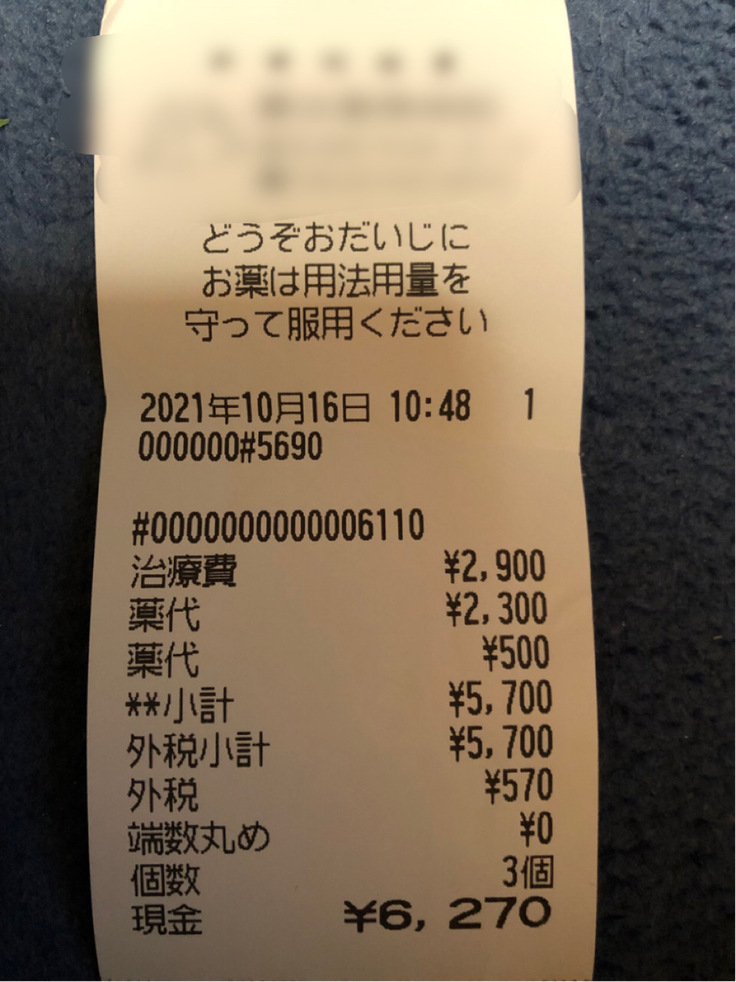 どうぞおだいじに
お薬は用法用量を
守って服用ください
2021年10月16日 10:48 1
000000#5690
#0000000000006110
治療費 ¥2,900
薬代 ¥2,300
薬代 ¥500
**小計 ¥5,700
外税小計 ¥5,700
外税 ¥570
端数丸め ¥0
個数 3個
現金 ¥6,270